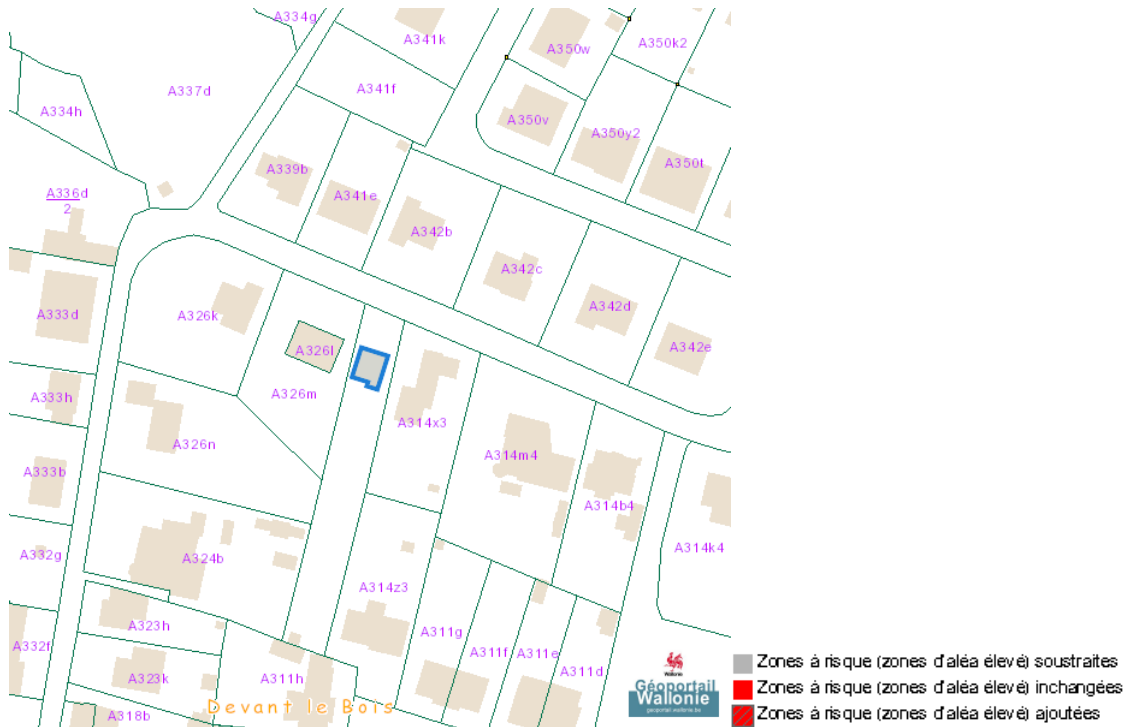 A334g
A341k
A350w
A350k2
A337d
A341f
A334h
A350v
A350y2
A350t
A339b
A341e
A336d
2
A342b
A342c
A326k
A342d
A333d
A326l
A342e
A326m
A333h
A314x3
A326n
A314m4
A333b
A314b4
A332g
A324b
A314k4
A314z3
A323h
A311g
A332f
A311f
A311e
A311d
A323k
A311h
A318b
Devant le Bois
Wallonie
Géoportail
Wallonie
geoportail.wallonie.be
Zones à risque (zones d'aléa élevé) soustraites
Zones à risque (zones d'aléa élevé) inchangées
Zones à risque (zones d'aléa élevé) ajoutées